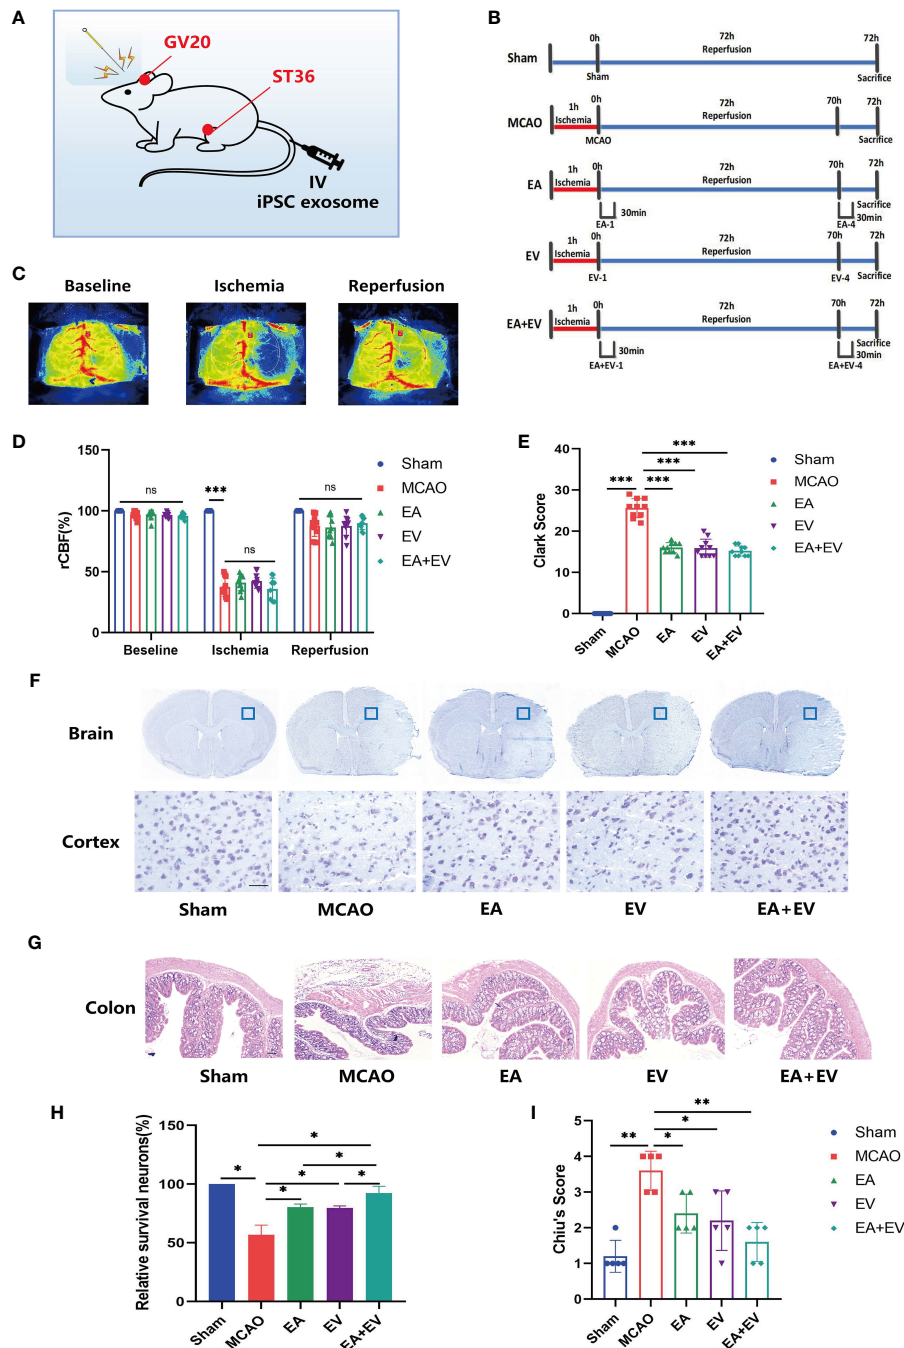 A
GV20
ST36
IV
iPSC exosome
B
Sham
0h
72h
Reperfusion
72h
Sham
Sacrifice
MCAO
1h
Ischemia
0h
72h
Reperfusion
70h
72h
MCAO
Sacrifice
EA
1h
Ischemia
0h
72h
Reperfusion
70h
72h
Sacrifice
30min
30min
EA-1
EA-4
EV
1h
Ischemia
0h
72h
Reperfusion
70h
72h
EV-1
EV-4
Sacrifice
EA+EV
1h
Ischemia
0h
72h
Reperfusion
70h
72h
Sacrifice
30min
30min
EA+EV-1
EA+EV-4
C
Baseline
Ischemia
Reperfusion
D
rCBF(%)
150
100
50
0
ns
***
ns
ns
Beseline
Ischemia
Reperfusion
Sham
MCAO
EA
EV
EA+EV
E
Clark Score
40
30
20
10
0
***
***
***
***
Sham
MCAO
EA
EV
EA+EV
Sham
MCAO
EA
EV
EA+EV
F
Brain
Cortex
Sham
MCAO
EA
EV
EA+EV
G
Colon
Sham
MCAO
EA
EV
EA+EV
H
Relative survival neurons(%)
150
100
50
0
*
*
*
*
*
*
Sham
MCAO
EA
EV
EA+EV
I
Chiu's Score
5
4
3
2
1
0
**
*
**
*
Sham
MCAO
EA
EV
EA+EV
Sham
MCAO
EA
EV
EA+EV